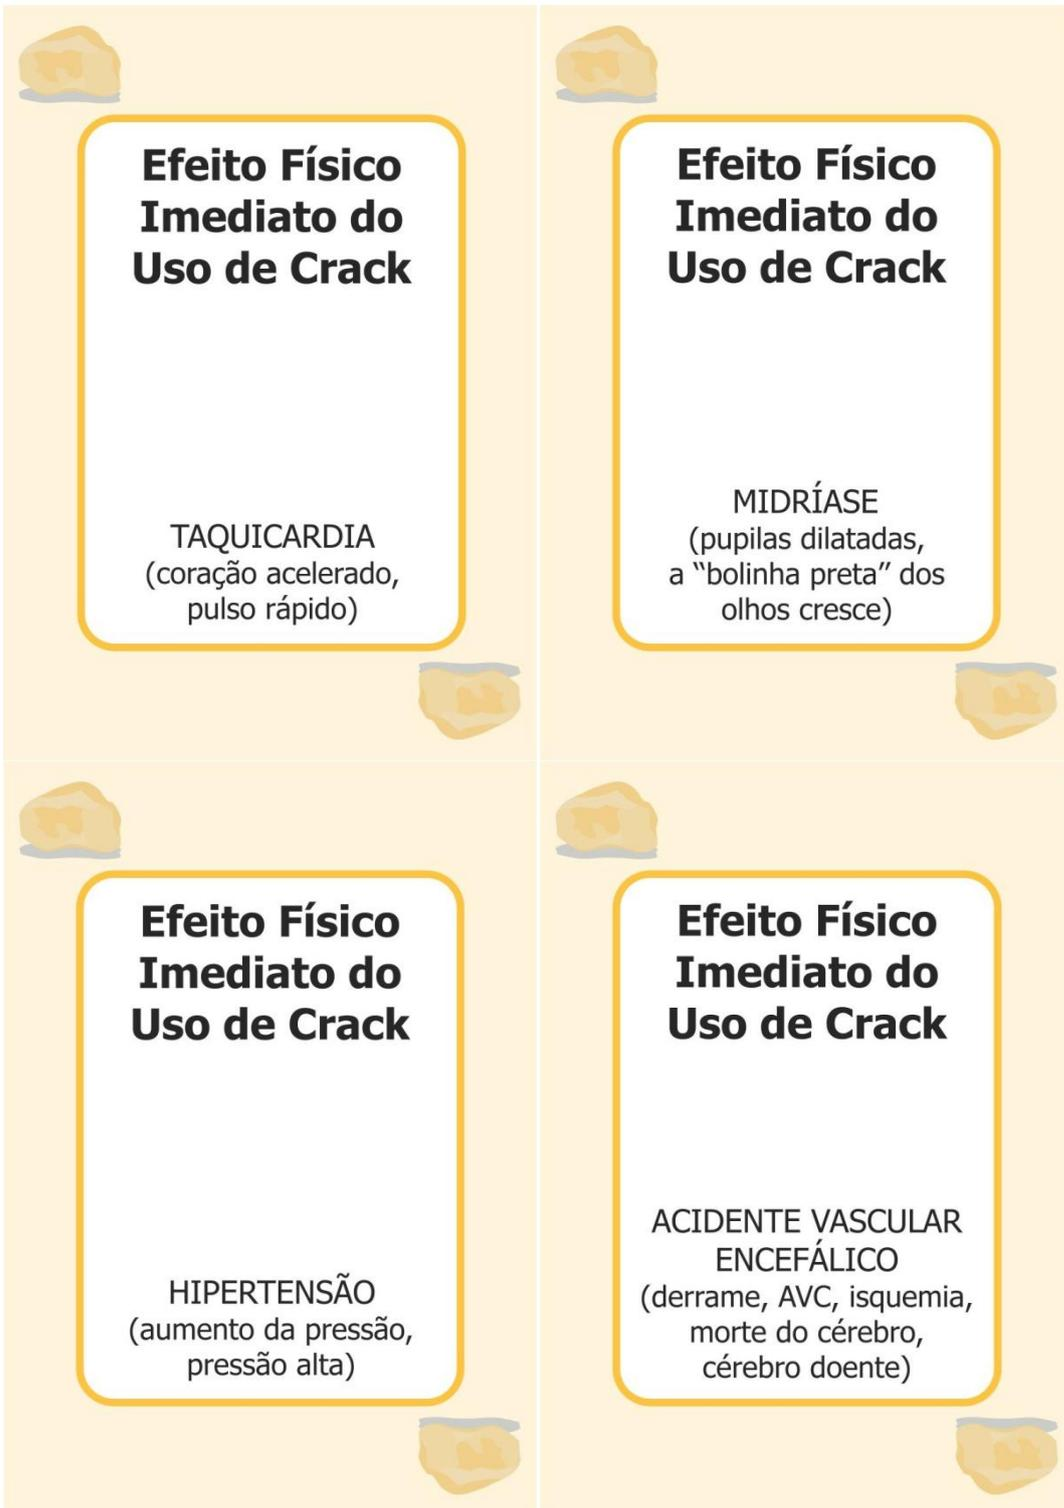 Efeito Físico
Imediato do
Uso de Crack
TAQUICARDIA
(coração acelerado,
pulso rápido)
Efeito Físico
Imediato do
Uso de Crack
MIDRÍASE
(pupilas dilatadas,
a “bolinha preta” dos
olhos cresce)
Efeito Físico
Imediato do
Uso de Crack
HIPERTENSÃO
(aumento da pressão,
pressão alta)
Efeito Físico
Imediato do
Uso de Crack
ACIDENTE VASCULAR
ENCEFÁLICO
(derrame, AVC, isquemia,
morte do cérebro,
cérebro doente)